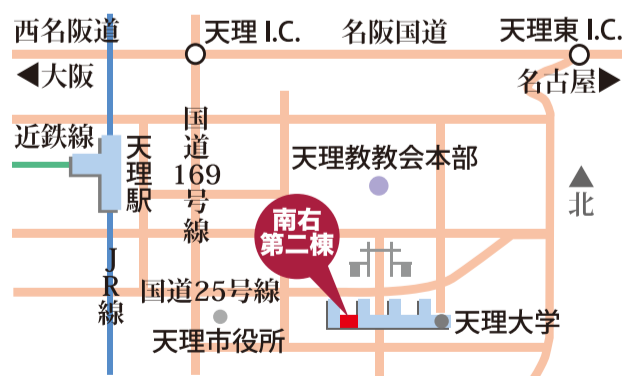 西名阪道
天理 I.C.
名阪国道
天理東 I.C.
◀大阪
名古屋▶
近鉄線
天理駅
国道169号線
天理教教会本部
北
南右
第二棟
JR線
国道25号線
天理市役所
天理大学